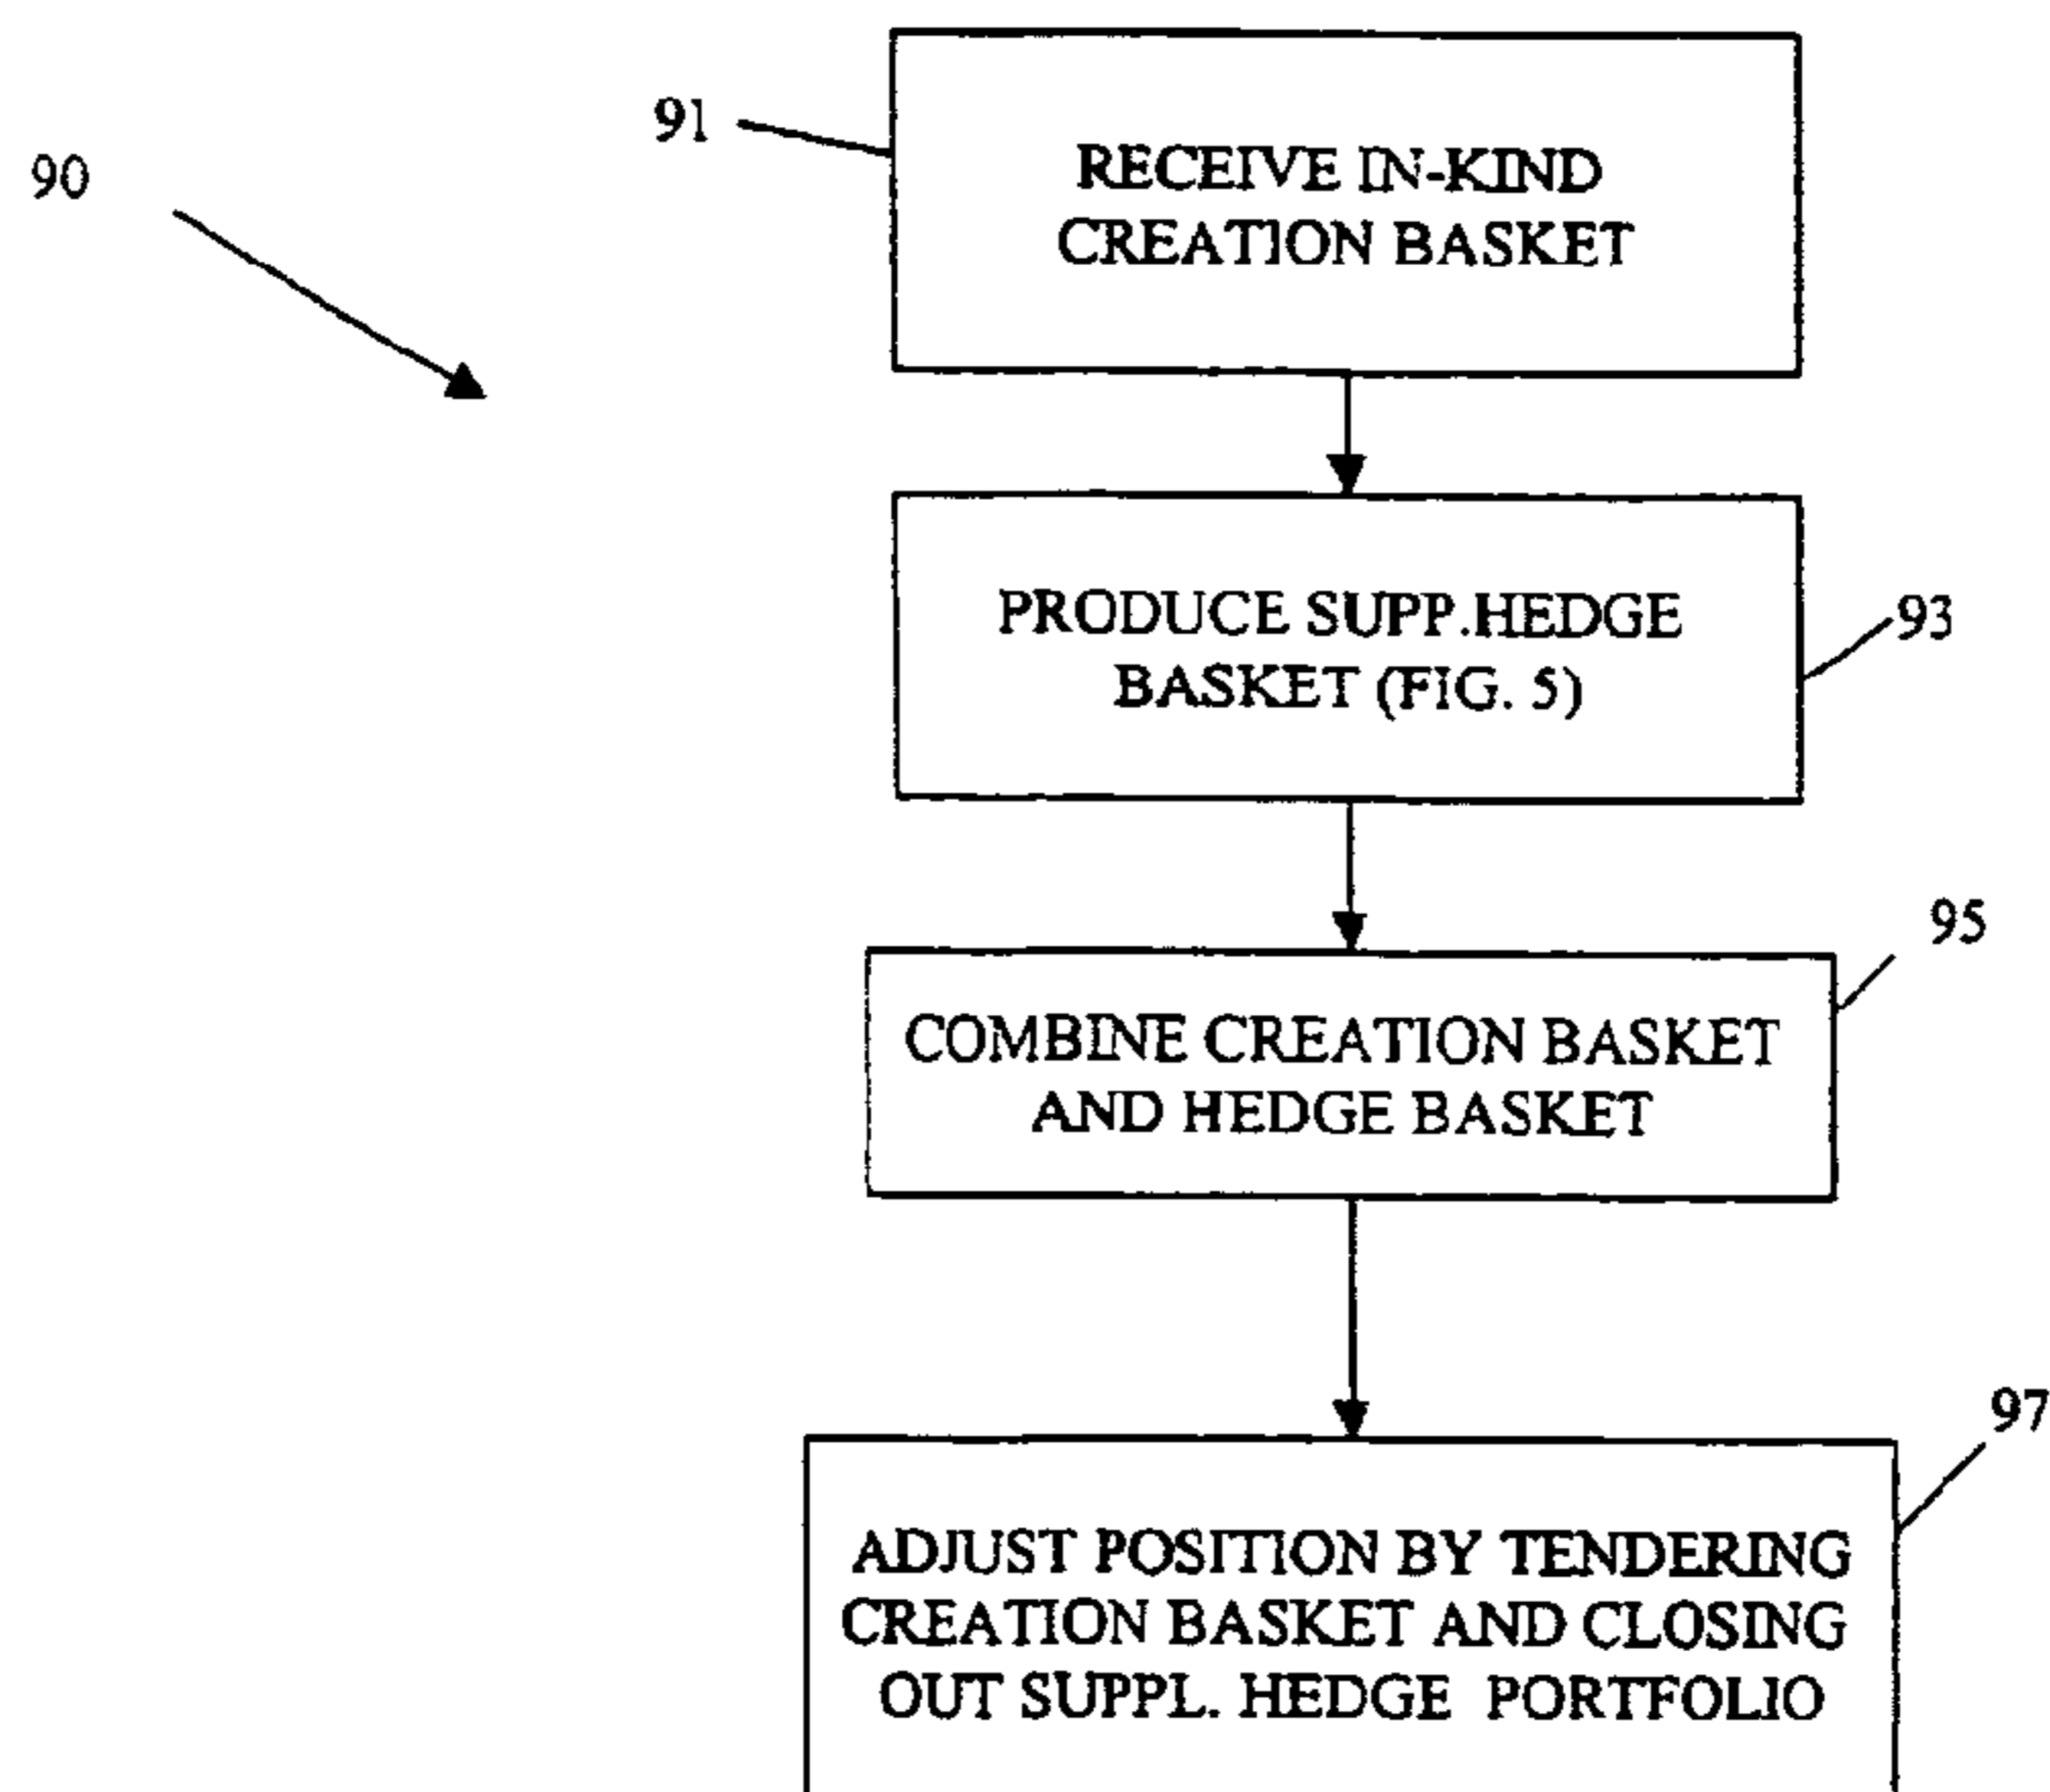 91
90
RECEIVE IN-KIND
CREATION BASKET
PRODUCE SUPP.HEDGE
BASKET (FIG. 5)
93
95
COMBINE CREATION BASKET
AND HEDGE BASKET
97
ADJUST POSITION BY TENDERING
CREATION BASKET AND CLOSING
OUT SUPPL. HEDGE PORTFOLIO